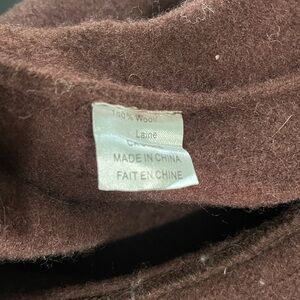 100% Wool
Laine
MADE IN CHINA
FAIT EN CHINE